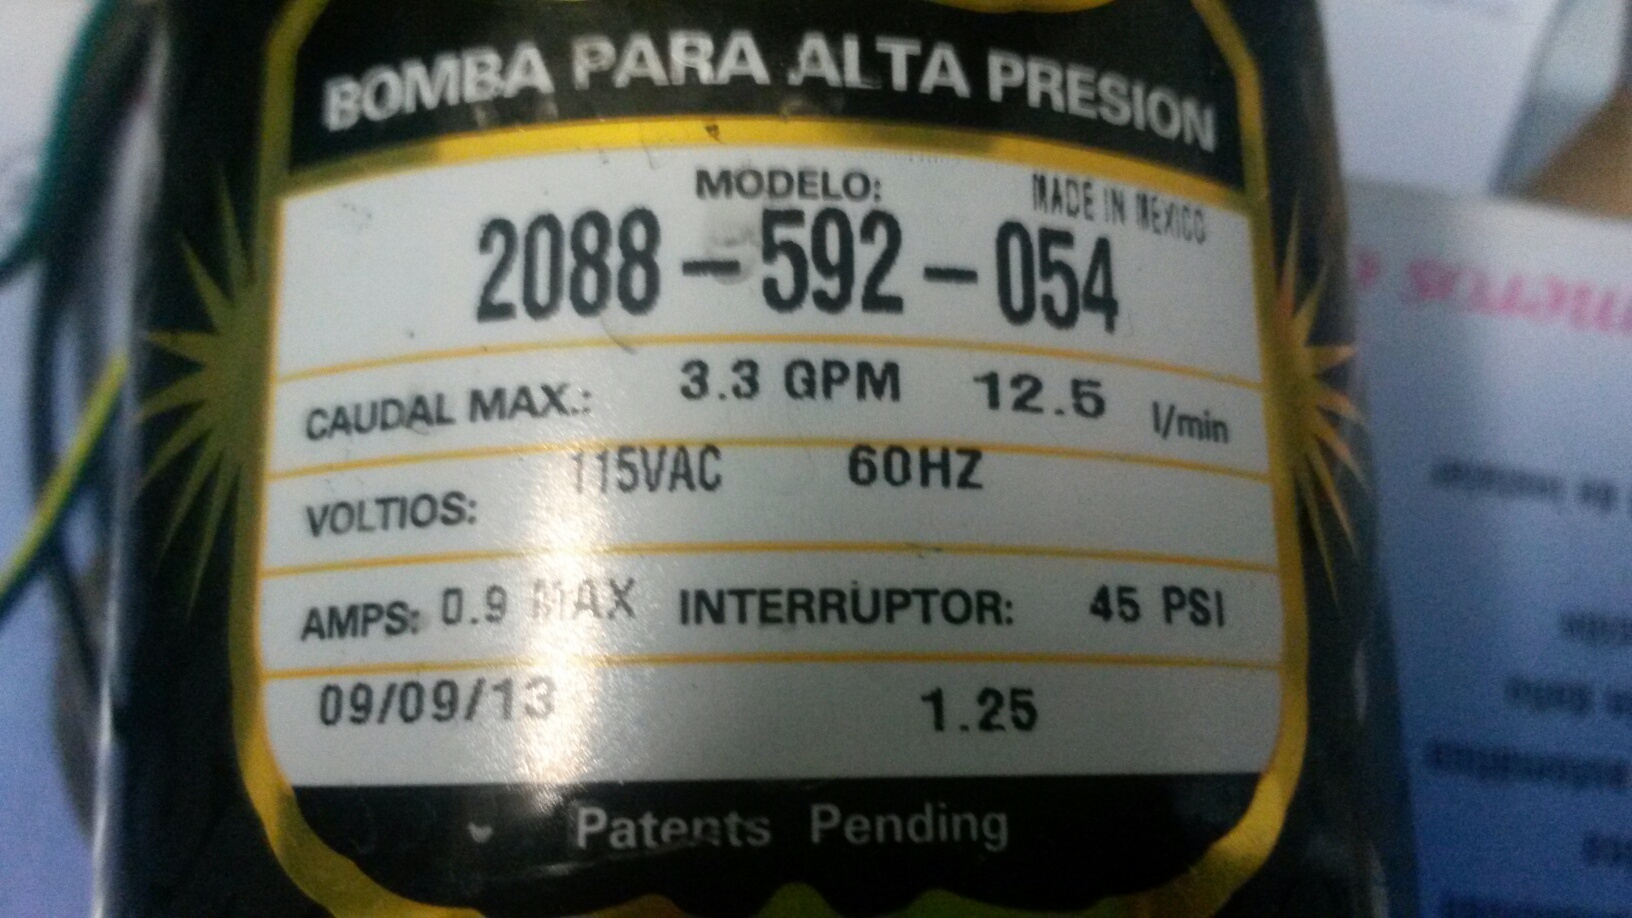 BOMBA PARA ALTA PRESION
MODELO:
MADE IN MEXICO
2088-592-054
CAUDAL MAX.: 3.3 GPM 12.5 l/min
VOLTIOS: 115VAC 60HZ
AMPS: 0.9 MAX INTERRUPTOR: 45 PSI
09/09/13 1.25
Patents Pending